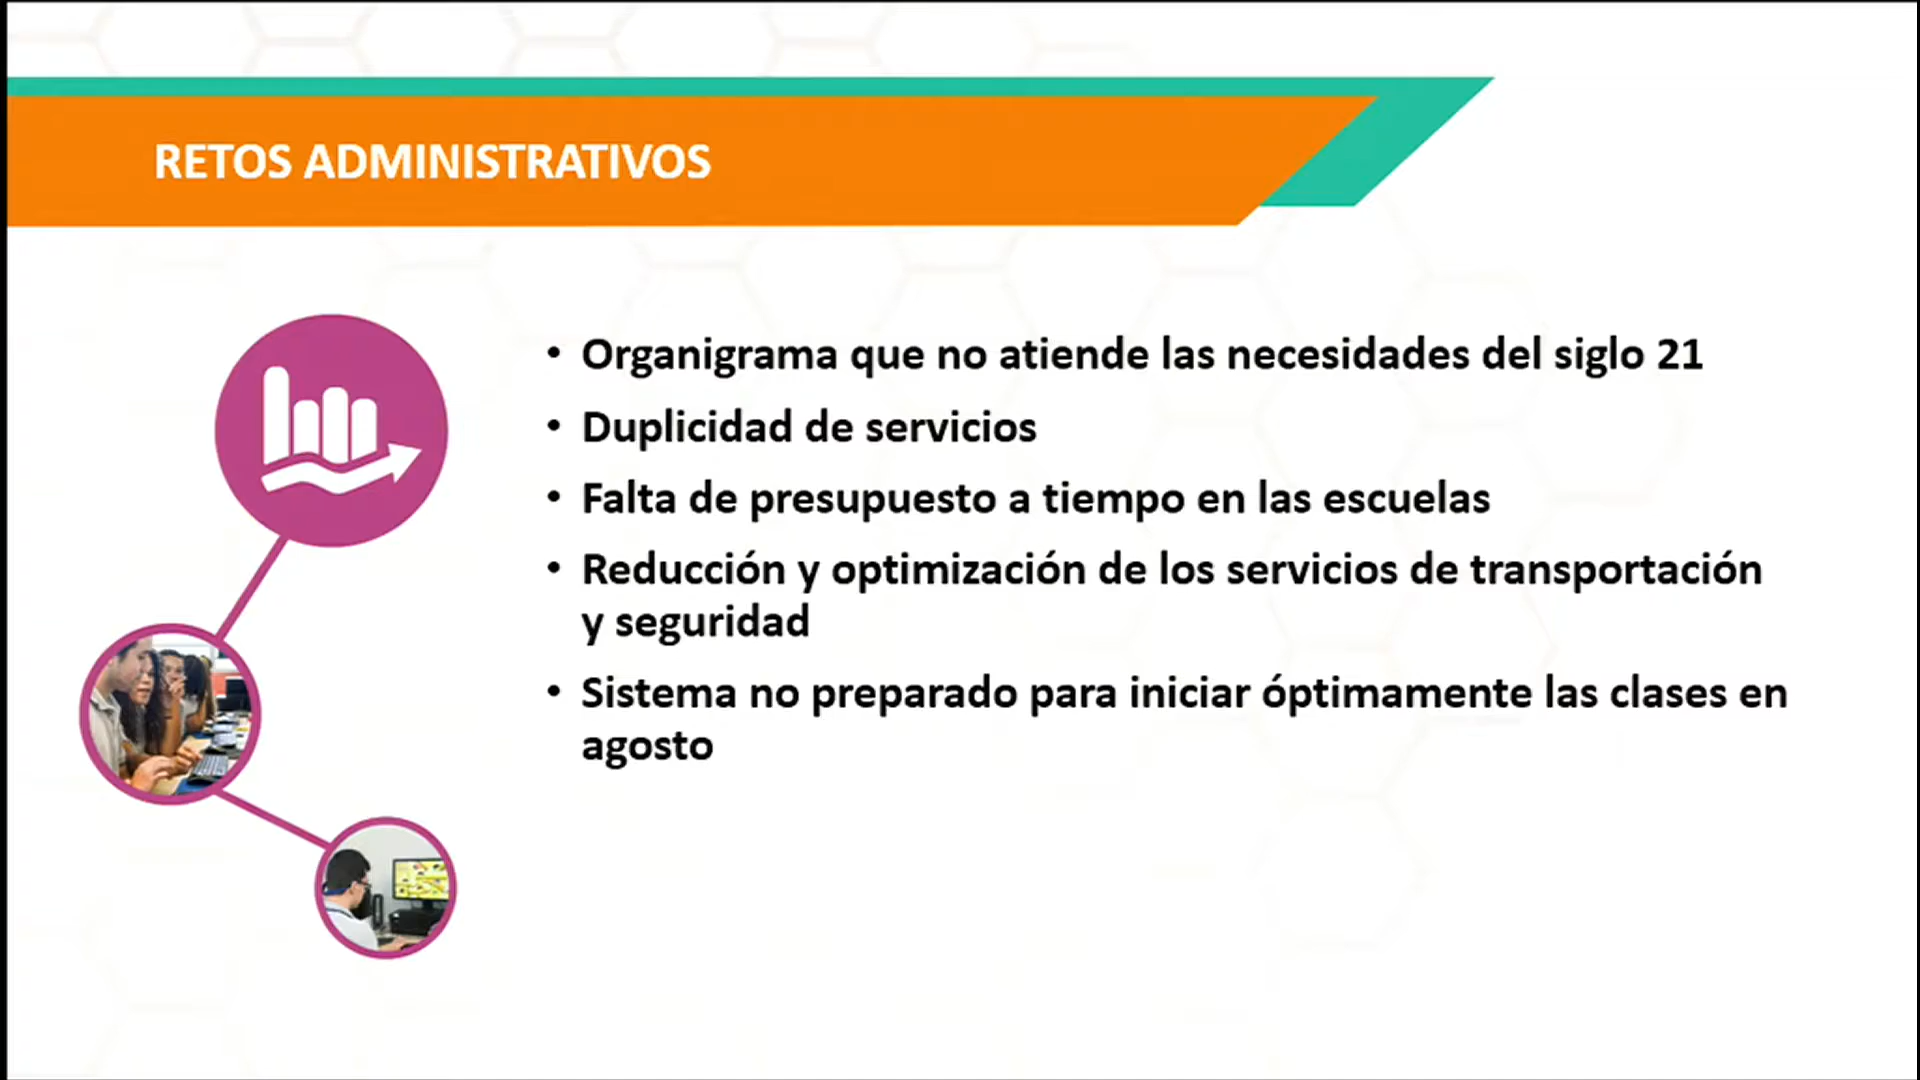 RETOS ADMINISTRATIVOS
• Organigrama que no atiende las necesidades del siglo 21
• Duplicidad de servicios
• Falta de presupuesto a tiempo en las escuelas
• Reducción y optimización de los servicios de transportación
y seguridad
• Sistema no preparado para iniciar óptimamente las clases en
agosto